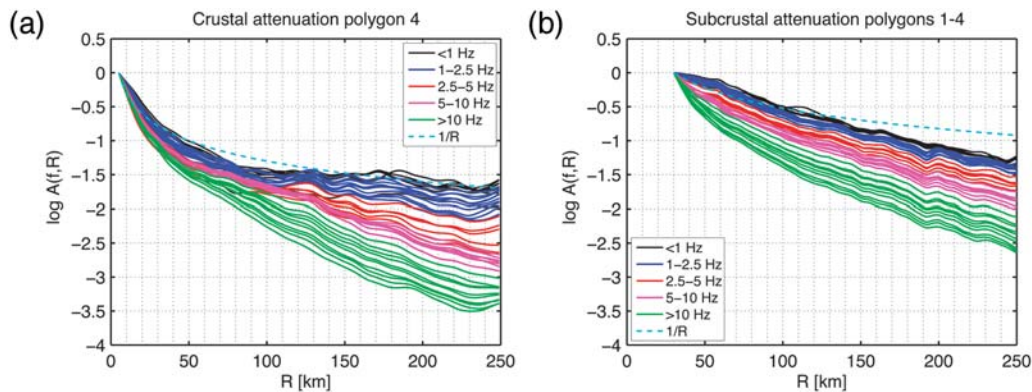 (a)
Crustal attenuation polygon 4
0.5
0
−0.5
−1
−1.5
−2
−2.5
−3
−3.5
−4
log A(f,R)
<1 Hz
1−2.5 Hz
2.5−5 Hz
5−10 Hz
>10 Hz
1/R
0 50 100 150 200 250
R [km]
(b)
Subcrustal attenuation polygons 1-4
0.5
0
−0.5
−1
−1.5
−2
−2.5
−3
−3.5
−4
log A(f,R)
<1 Hz
1−2.5 Hz
2.5−5 Hz
5−10 Hz
>10 Hz
1/R
0 50 100 150 200 250
R [km]